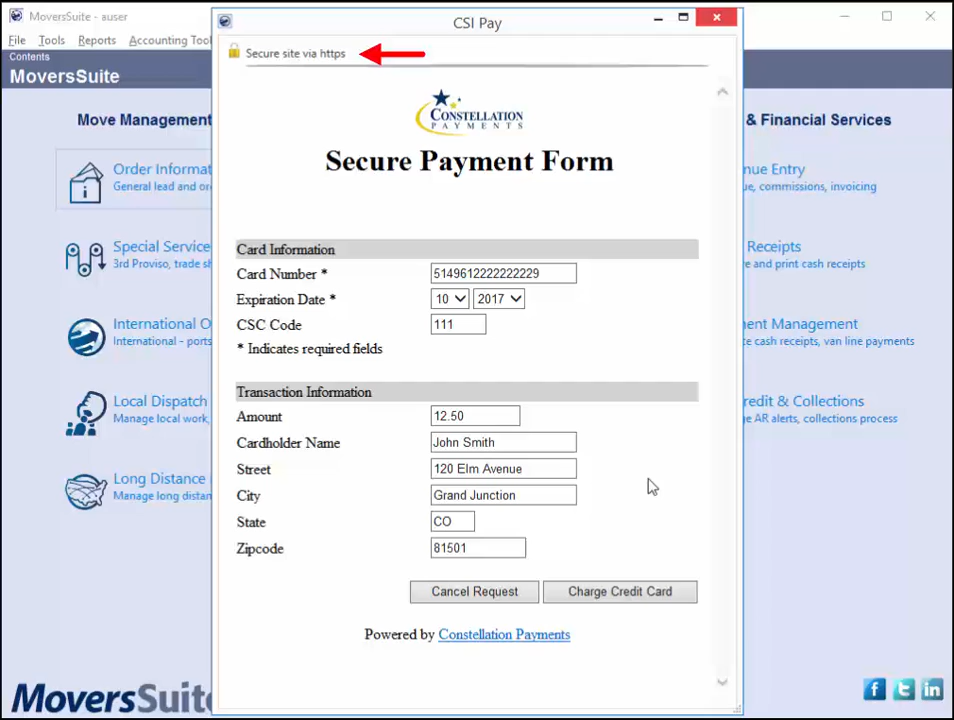 MoversSuite - auser
File Tools Reports Accounting Tool
Contents
MoversSuite
CSI Pay
Secure site via https
CONSTELLATION
PAYMENTS
Secure Payment Form
Card Information
Card Number * 5149612222222229
Expiration Date * 10 2017
CSC Code 111
* Indicates required fields
Transaction Information
Amount 12.50
Cardholder Name John Smith
Street 120 Elm Avenue
City Grand Junction
State CO
Zipcode 81501
Cancel Request Charge Credit Card
Powered by Constellation Payments
Move Management
Order Informat
General lead and or
Special Service
3rd Proviso, trade sh
International O
International - ports
Local Dispatch
Manage local work,
Long Distance
Manage long distan
& Financial Services
nue Entry
ue, commissions, invoicing
Receipts
e and print cash receipts
ment Management
te cash receipts, van line payments
redit & Collections
ge AR alerts, collections process
MoversSuite
f t in